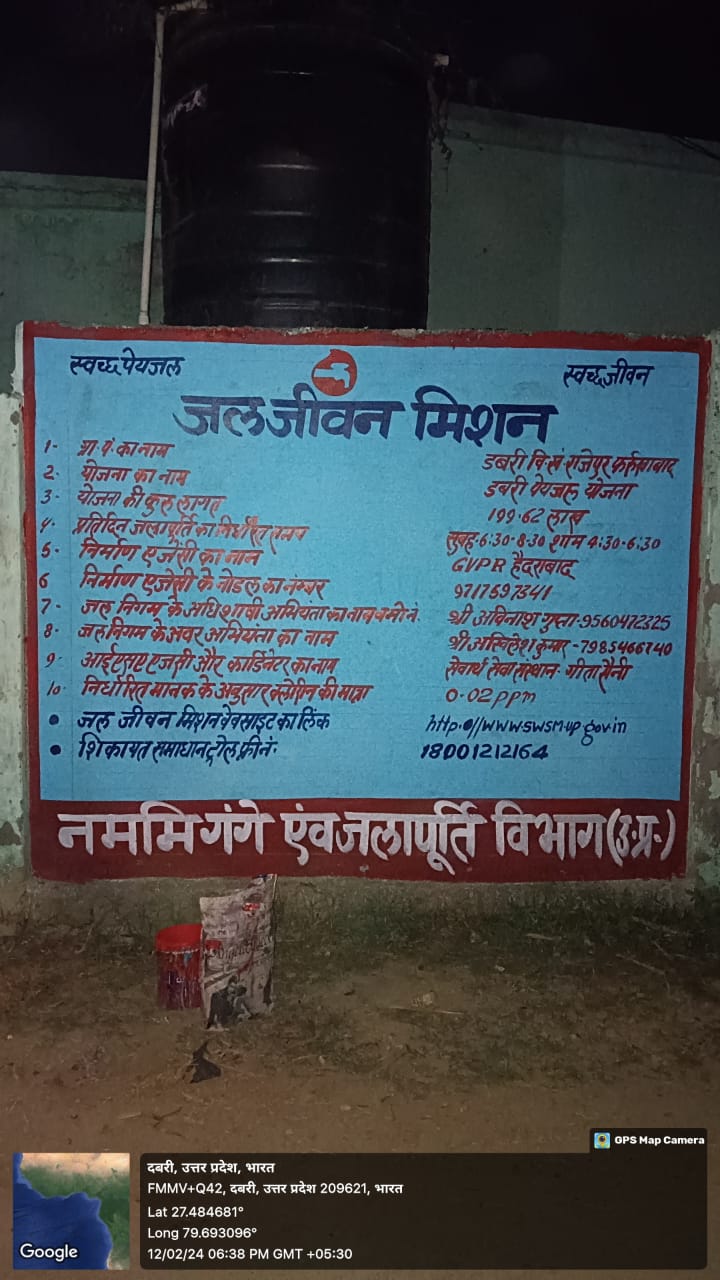 स्वच्छ पेयजल
स्वच्छ जीवन
जल जीवन मिशन
1- ग्रा.पं. का नाम डबरी वि.खं. राजेपुर फर्रुखाबाद
2- योजना का नाम डबरी पेयजल योजना
3- योजना की कुल लागत 199.62 लाख
4- प्रतिदिन जलापूर्ति का निर्धारित समय सुबह-6:30-8:30 शाम 4:30-6:30
5- निर्माण एजेंसी का नाम GVPR हैदराबाद
6 निर्माण एजेंसी के नोडल का नम्बर 9717697341
7- जल निगम के अधिशाषी अभियंता का नाव व मो.नं. श्री अविनाश गुप्ता-9560472325
8- जल निगम के अवर अभियंता का नाम श्री अखिलेश कुमार-7985466740
9- आईएसए एजेंसी और कार्डिनेटर का नाम सेवार्थ सेवा संस्थान- गीता सैनी
10- निर्धारित मानक के अनुसार क्लोरिन की मात्रा 0.02 ppm
• जल जीवन मिशन वेवसाइट का लिंक http://www.swsm.up.gov.in
• शिकायत समाधान ट्रोल फ्री नं. 18001212164
नममि गंगे एंव जलापूर्ति विभाग (उ.प्र.)
GPS Map Camera
दबरी, उत्तर प्रदेश, भारत
FMMV+Q42, दबरी, उत्तर प्रदेश 209621, भारत
Lat 27.484681°
Long 79.693096°
12/02/24 06:38 PM GMT +05:30
Google